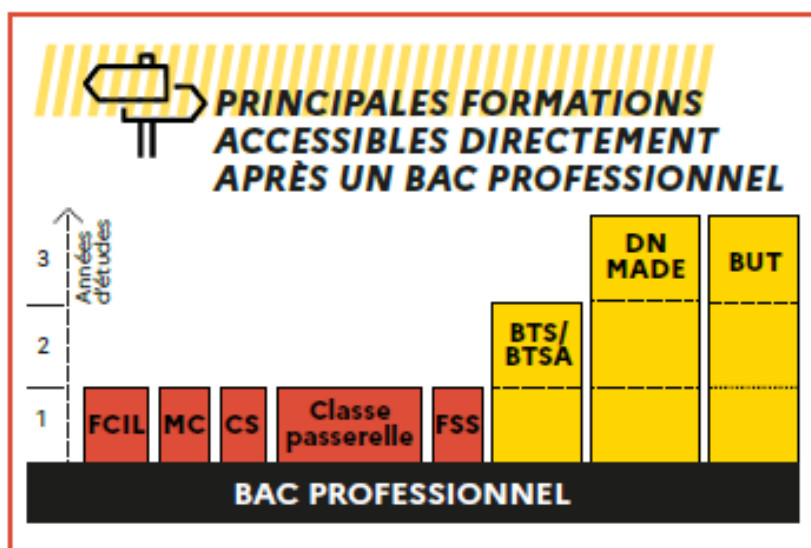 PRINCIPALES FORMATIONS
ACCESSIBLES DIRECTEMENT
APRÈS UN BAC PROFESSIONNEL
Années
d'études
3
2
1
FCIL
MC
CS
Classe
passerelle
FSS
BTS/
BTSA
DN
MADE
BUT
BAC PROFESSIONNEL